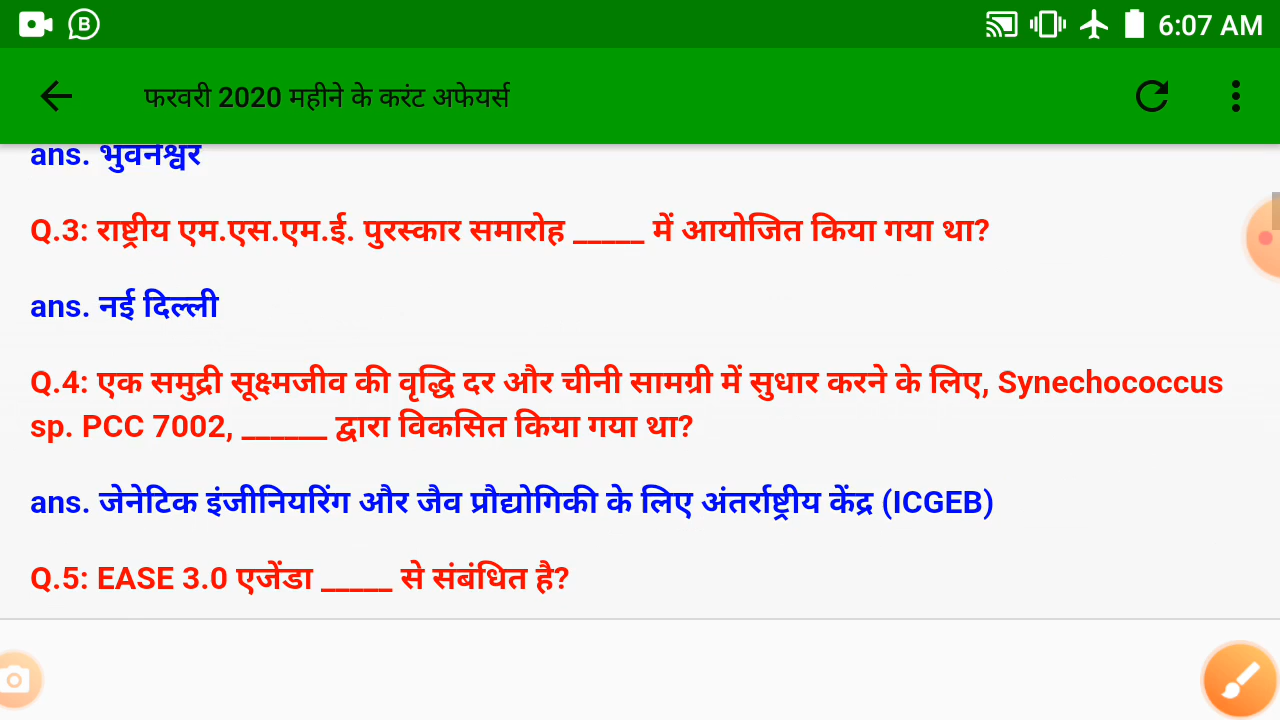 6:07 AM
फरवरी 2020 महीने के करंट अफेयर्स
ans. भुवनेश्वर
Q.3: राष्ट्रीय एम.एस.एम.ई. पुरस्कार समारोह _____ में आयोजित किया गया था?
ans. नई दिल्ली
Q.4: एक समुद्री सूक्ष्मजीव की वृद्धि दर और चीनी सामग्री में सुधार करने के लिए, Synechococcus
sp. PCC 7002, ______ द्वारा विकसित किया गया था?
ans. जेनेटिक इंजीनियरिंग और जैव प्रौद्योगिकी के लिए अंतर्राष्ट्रीय केंद्र (ICGEB)
Q.5: EASE 3.0 एजेंडा _____ से संबंधित है?